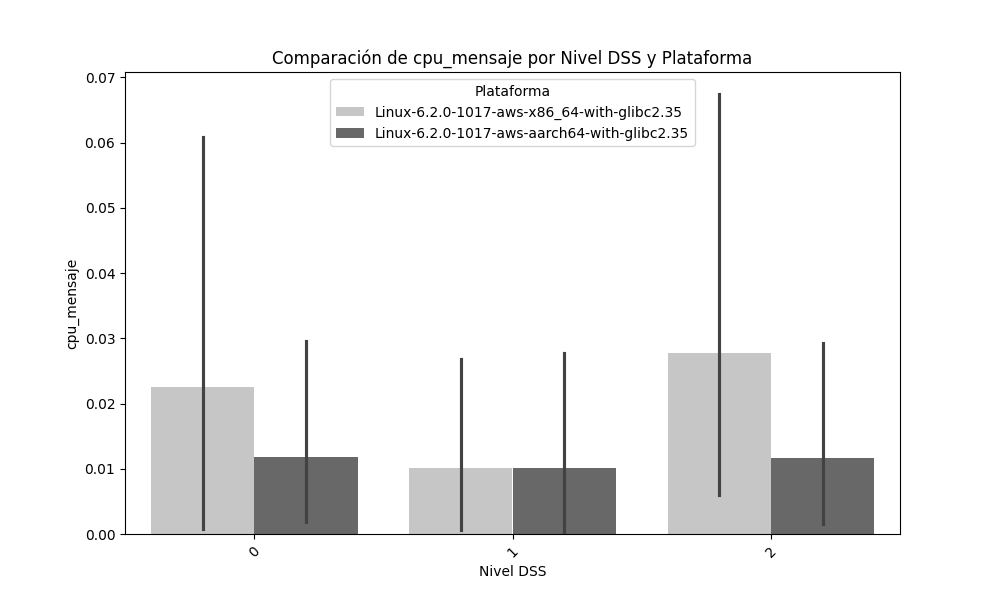 Comparación de cpu_mensaje por Nivel DSS y Plataforma
Plataforma
Linux-6.2.0-1017-aws-x86_64-with-glibc2.35
Linux-6.2.0-1017-aws-aarch64-with-glibc2.35
cpu_mensaje
0.07
0.06
0.05
0.04
0.03
0.02
0.01
0.00
0
1
2
Nivel DSS